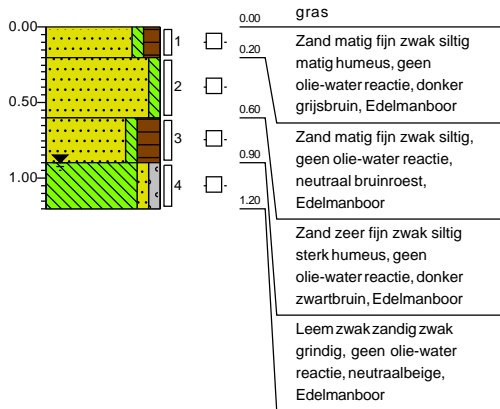 gras
0.00
0.00
1
Zand matig fijn zwak siltig
matig humeus, geen
olie-water reactie, donker
grijsbruin, Edelmanboor
0.20
2
0.50
0.60
Zand matig fijn zwak siltig,
geen olie-water reactie,
neutraal bruinroest,
Edelmanboor
3
0.90
1.00
4
1.20
Zand zeer fijn zwak siltig
sterk humeus, geen
olie-water reactie, donker
zwartbruin, Edelmanboor
Leem zwak zandig zwak
grindig, geen olie-water
reactie, neutraalbeige,
Edelmanboor